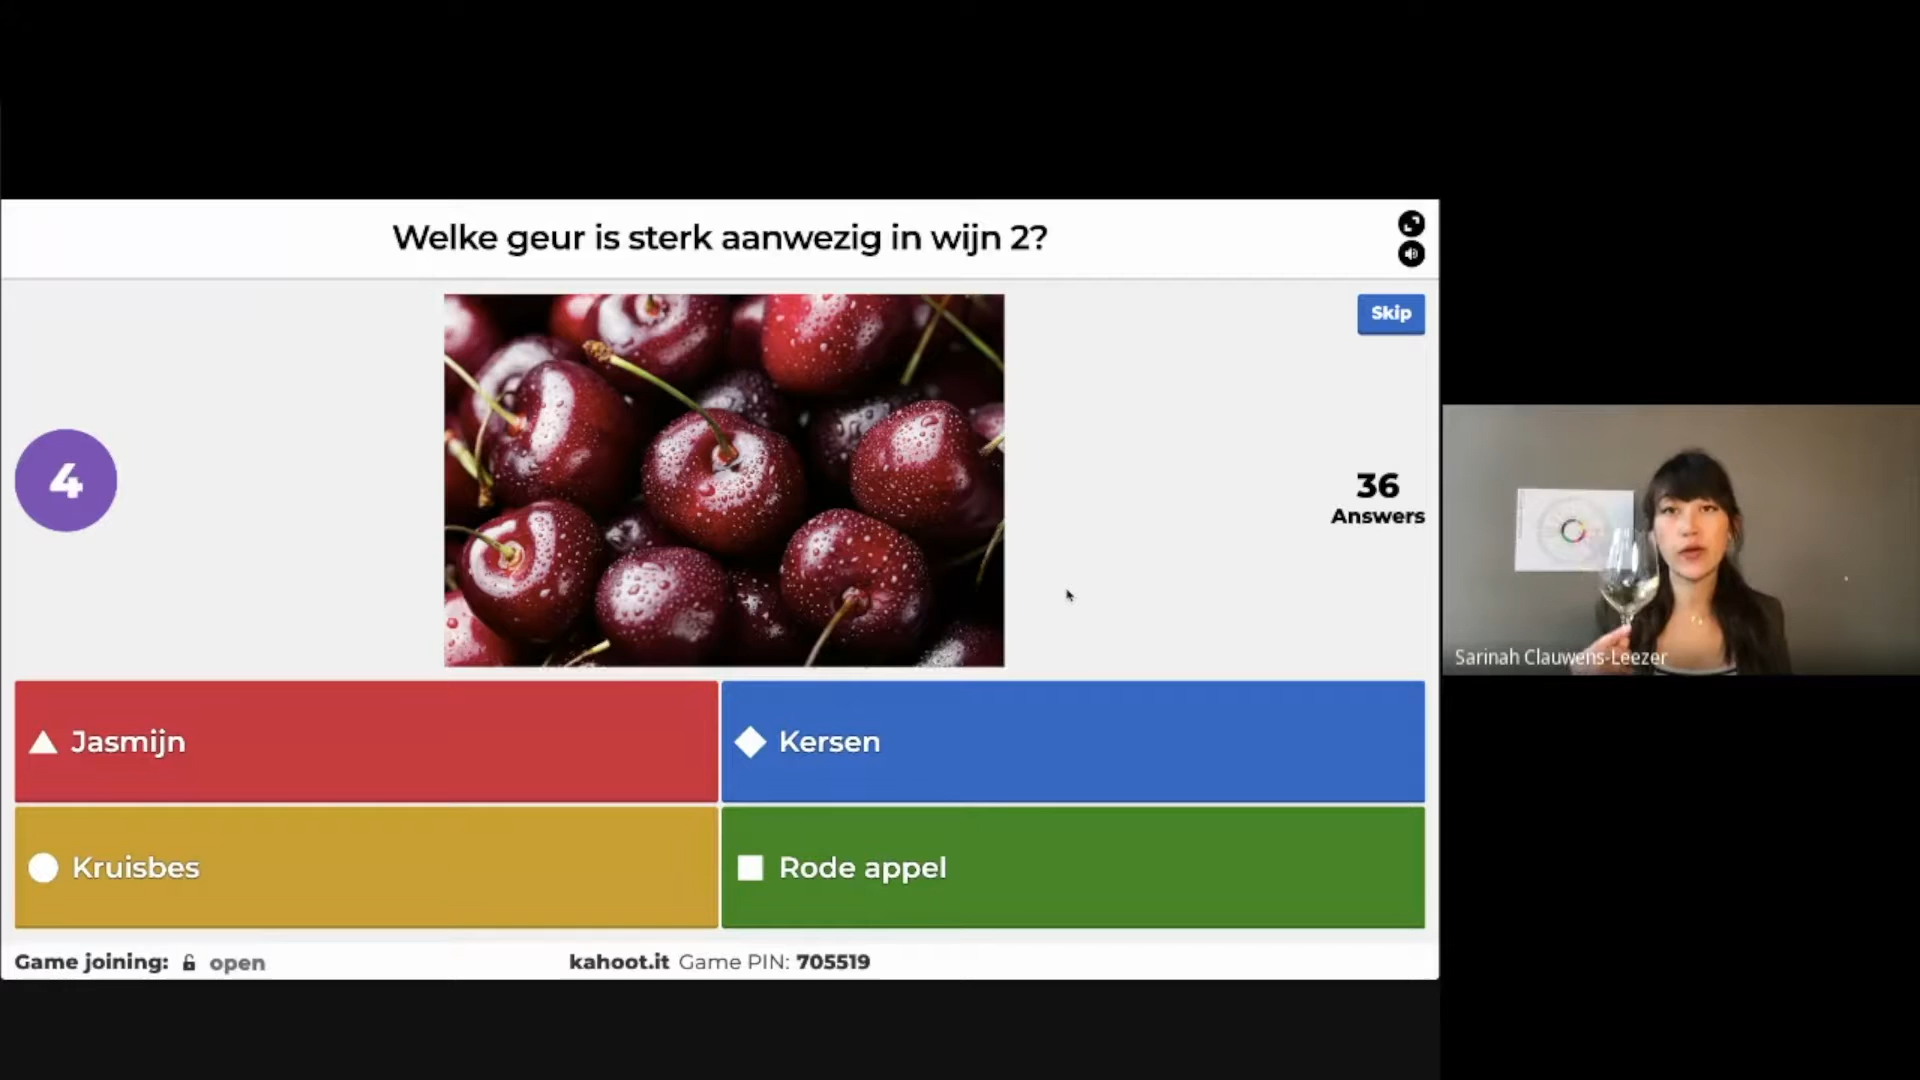 Welke geur is sterk aanwezig in wijn 2?
Skip
4
36
Answers
Sarinah Clauwens-Leezer
Jasmijn
Kersen
Kruisbes
Rode appel
Game joining: open
kahoot.it Game PIN: 705519